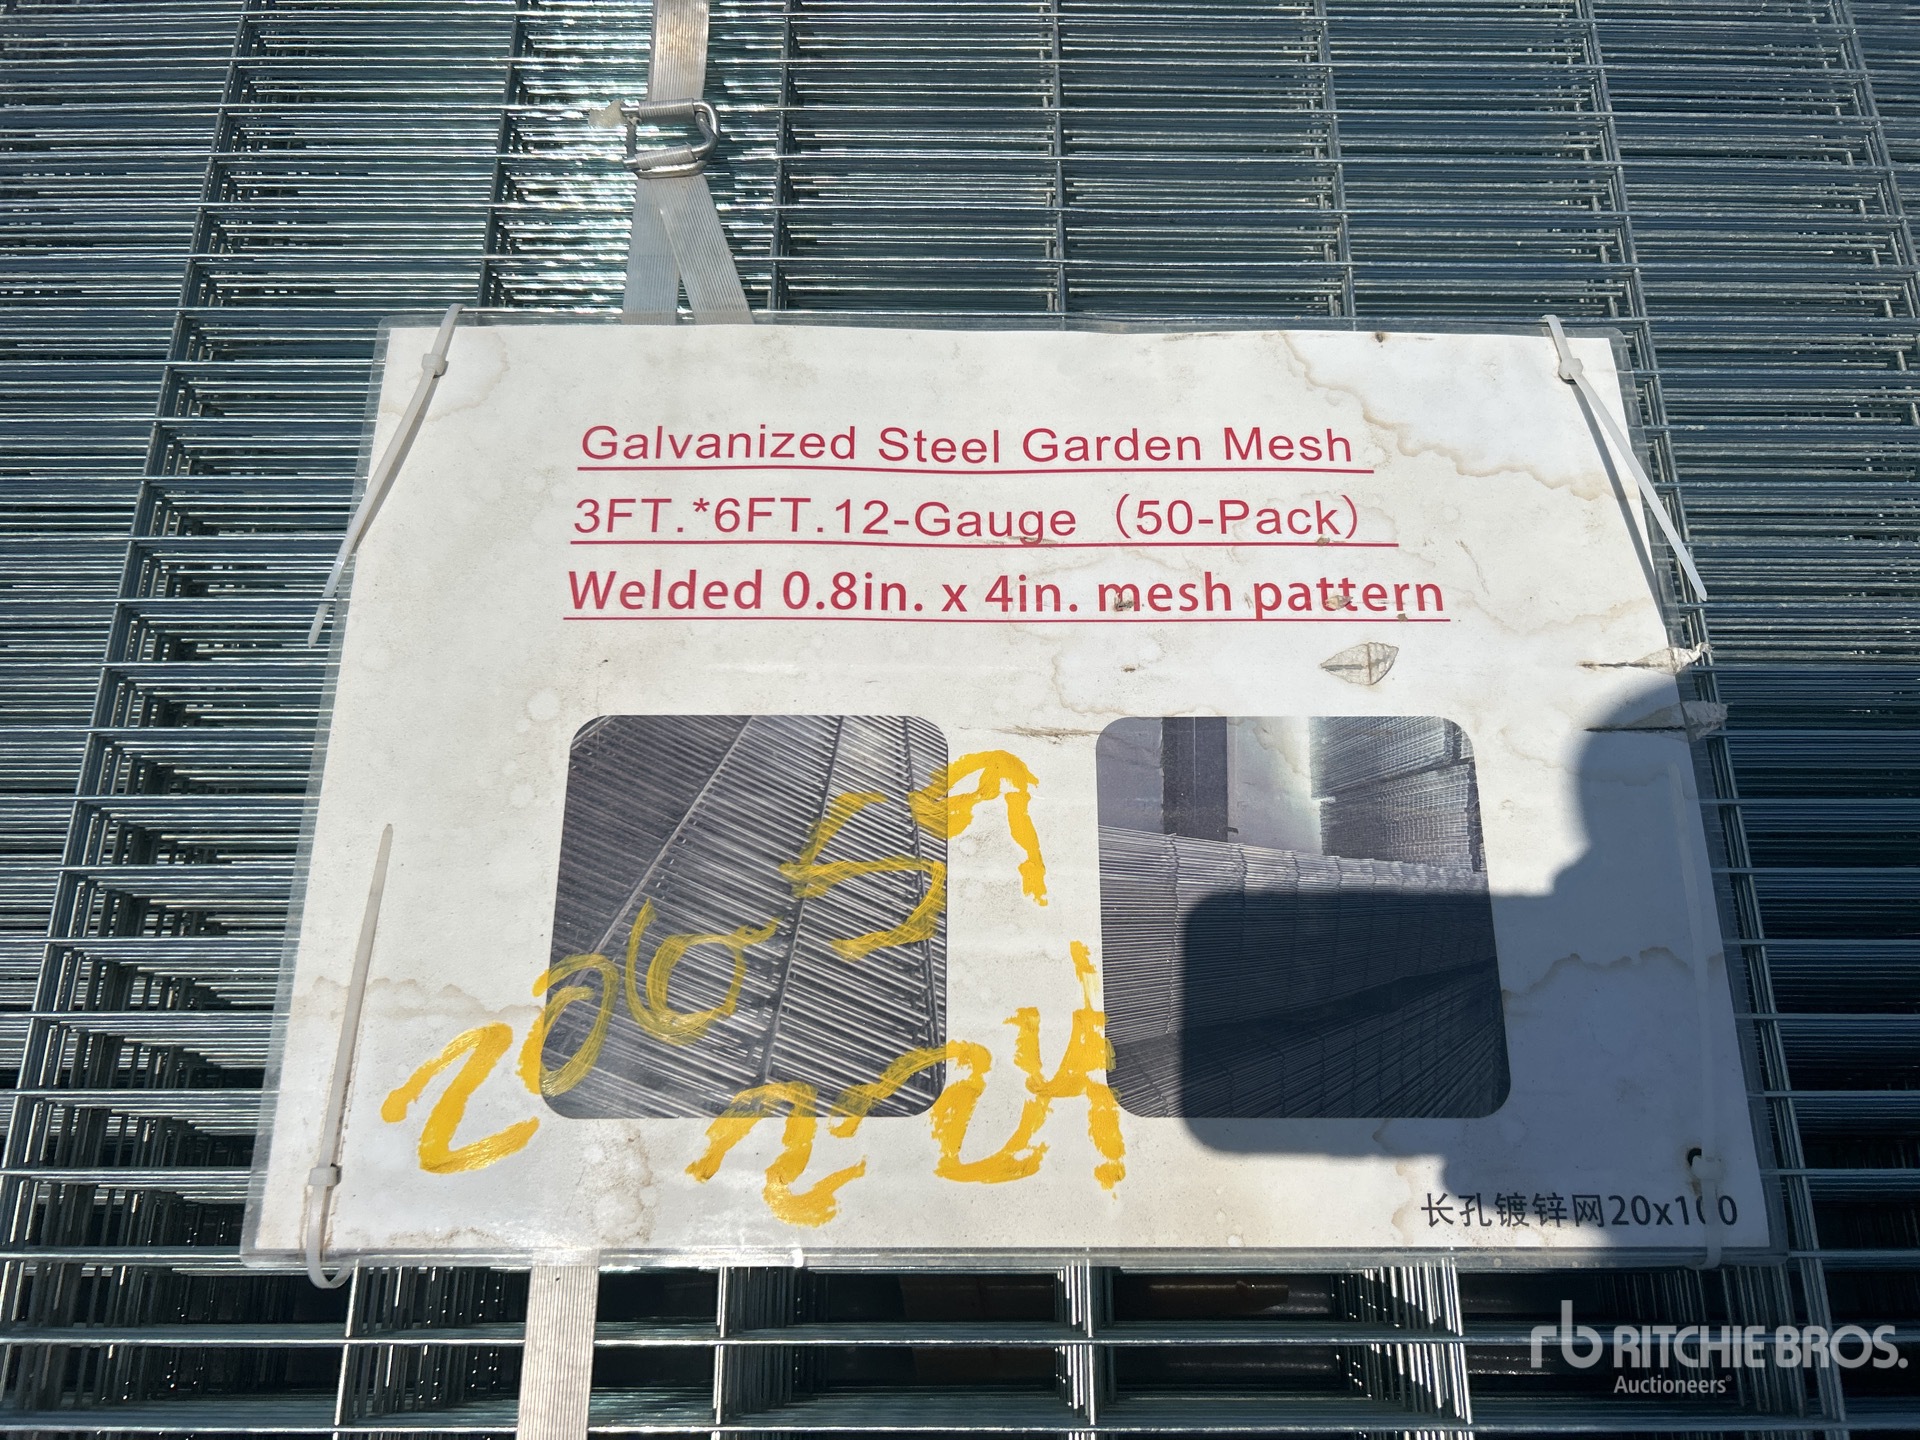 Galvanized Steel Garden Mesh
3FT.*6FT.12-Gauge（50-Pack）
Welded 0.8in. x 4in. mesh pattern
长孔镀锌网20x100
rb RITCHIE BROS.
Auctioneers®